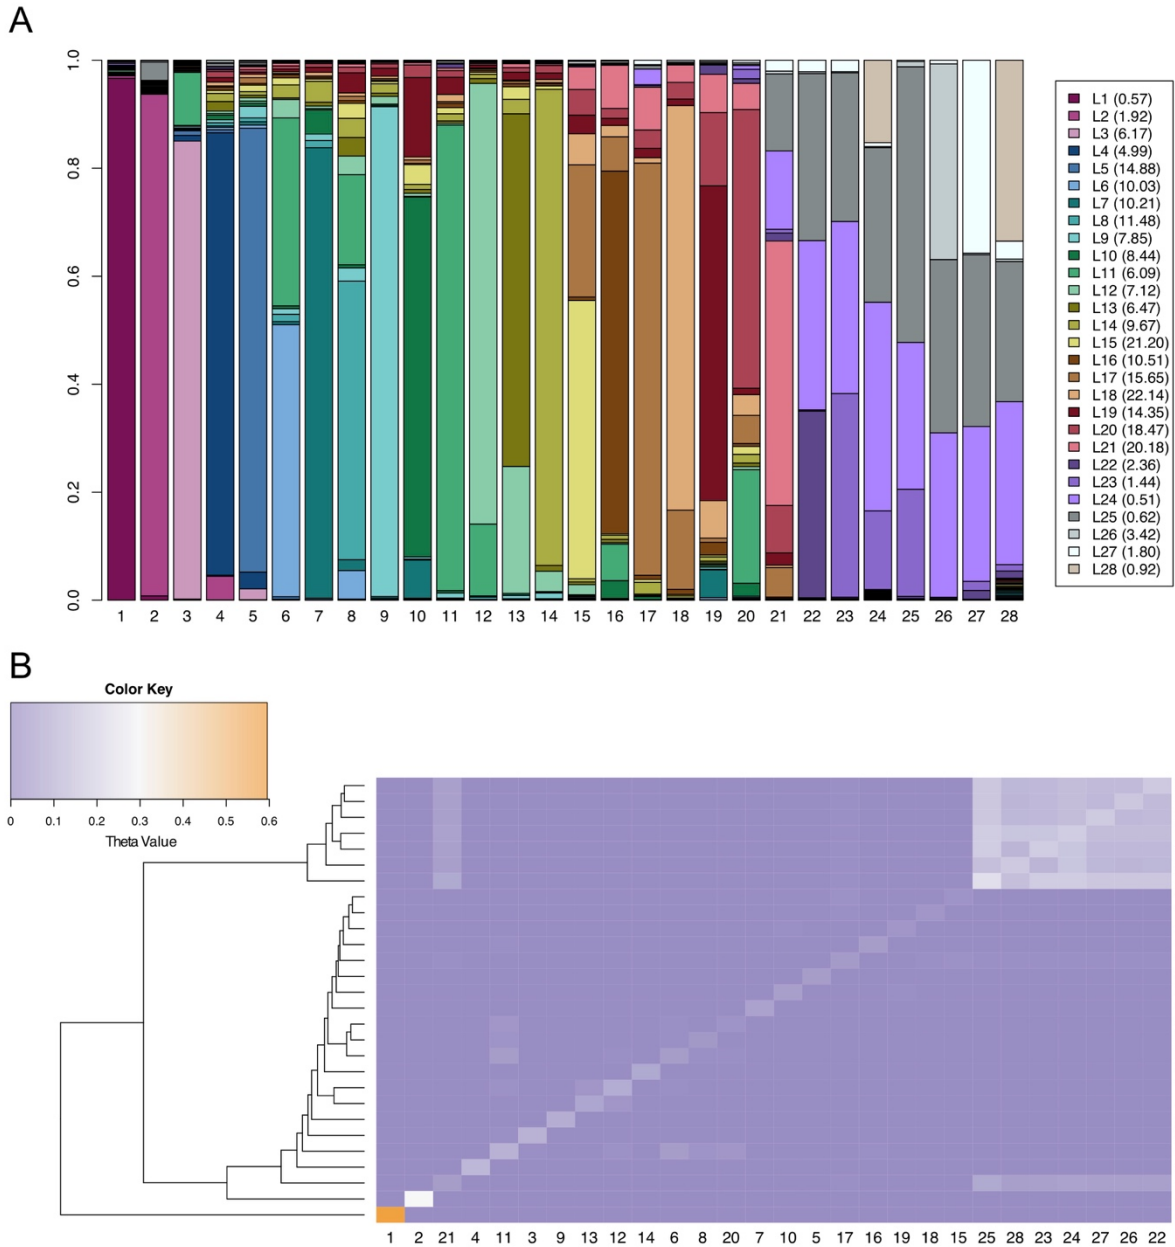 A
1.0
0.8
0.6
0.4
0.2
0.0
1 2 3 4 5 6 7 8 9 10 11 12 13 14 15 16 17 18 19 20 21 22 23 24 25 26 27 28
L1 (0.57)
L2 (1.92)
L3 (6.17)
L4 (4.99)
L5 (14.88)
L6 (10.03)
L7 (10.21)
L8 (11.48)
L9 (7.85)
L10 (8.44)
L11 (6.09)
L12 (7.12)
L13 (6.47)
L14 (9.67)
L15 (21.20)
L16 (10.51)
L17 (15.65)
L18 (22.14)
L19 (14.35)
L20 (18.47)
L21 (20.18)
L22 (2.36)
L23 (1.44)
L24 (0.51)
L25 (0.62)
L26 (3.42)
L27 (1.80)
L28 (0.92)
B
Color Key
0 0.1 0.2 0.3 0.4 0.5 0.6
Theta Value
1 2 21 4 11 3 9 13 12 14 6 8 20 7 10 5 17 16 19 18 15 25 28 23 24 27 26 22